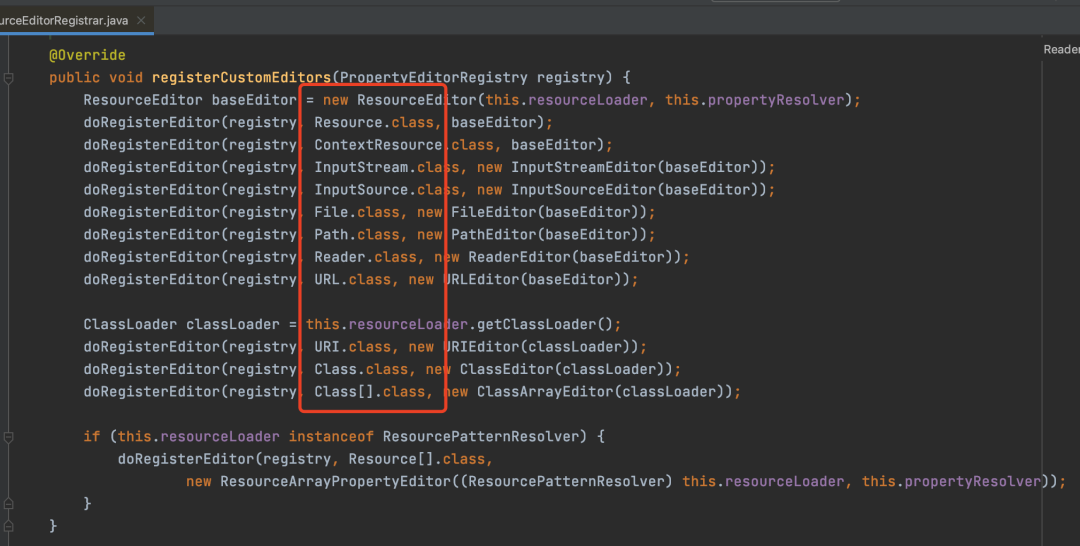 urceEditorRegistrar.java
Reader
@Override
public void registerCustomEditors(PropertyEditorRegistry registry) {
ResourceEditor baseEditor = new ResourceEditor(this.resourceLoader, this.propertyResolver);
doRegisterEditor(registry, Resource.class, baseEditor);
doRegisterEditor(registry, ContextResource.class, baseEditor);
doRegisterEditor(registry, InputStream.class, new InputStreamEditor(baseEditor));
doRegisterEditor(registry, InputSource.class, new InputSourceEditor(baseEditor));
doRegisterEditor(registry, File.class, new FileEditor(baseEditor));
doRegisterEditor(registry, Path.class, new PathEditor(baseEditor));
doRegisterEditor(registry, Reader.class, new ReaderEditor(baseEditor));
doRegisterEditor(registry, URL.class, new URLEditor(baseEditor));
ClassLoader classLoader = this.resourceLoader.getClassLoader();
doRegisterEditor(registry, URI.class, new URIEditor(classLoader));
doRegisterEditor(registry, Class.class, new ClassEditor(classLoader));
doRegisterEditor(registry, Class[].class, new ClassArrayEditor(classLoader));
if (this.resourceLoader instanceof ResourcePatternResolver) {
doRegisterEditor(registry, Resource[].class,
new ResourceArrayPropertyEditor((ResourcePatternResolver) this.resourceLoader, this.propertyResolver));
}
}